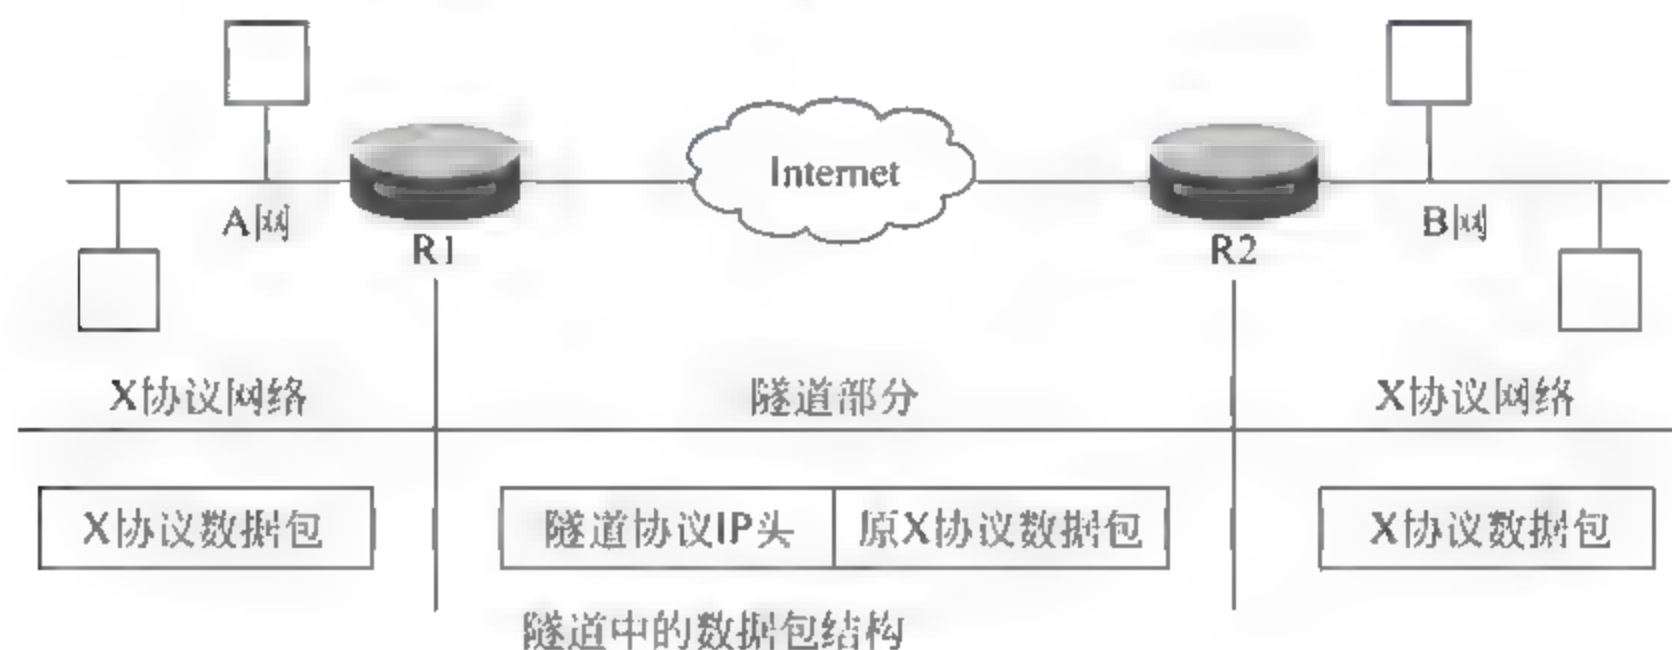 Internet
A网
R1
R2
B网
X协议网络
隧道部分
X协议网络
X协议数据包
隧道协议IP头
原X协议数据包
X协议数据包
隧道中的数据包结构